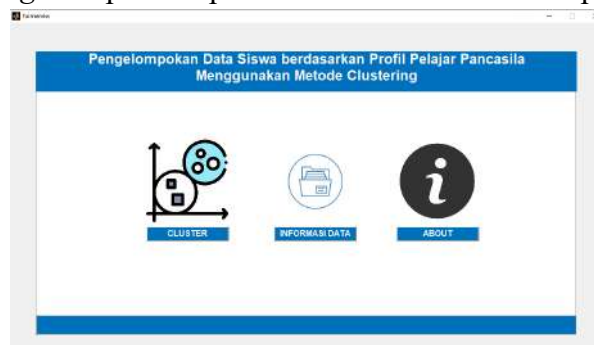 Pengelompokan Data Siswa berdasarkan Profil Pelajar Pancasila
Menggunakan Metode Clustering
CLUSTER
INFORMASI DATA
ABOUT